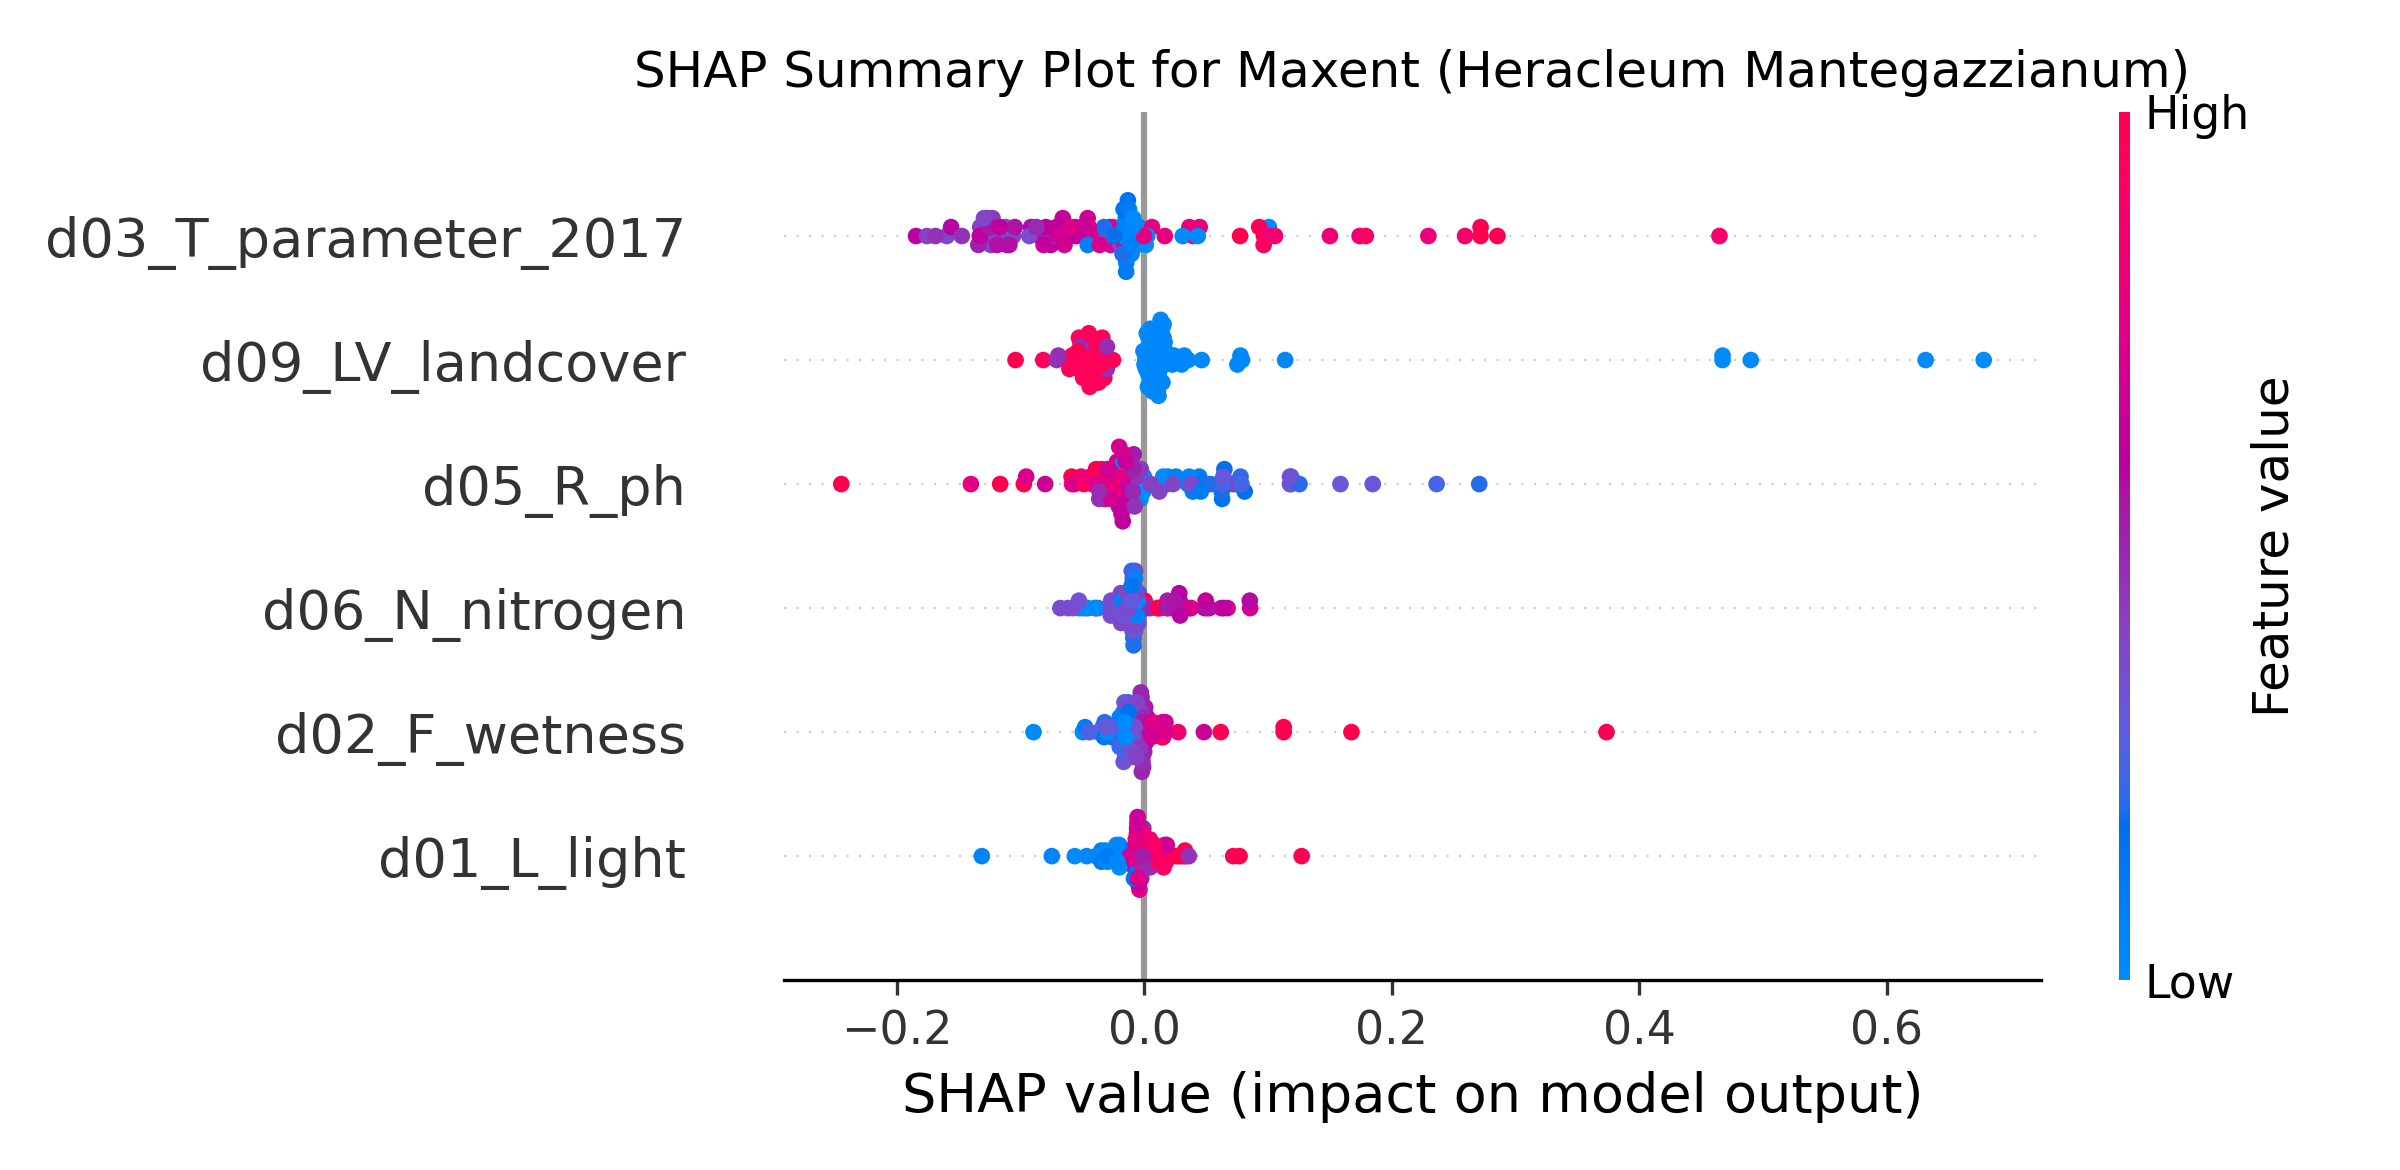 SHAP Summary Plot for Maxent (Heracleum Mantegazzianum)
High
d03_T_parameter_2017
d09_LV_landcover
d05_R_ph
d06_N_nitrogen
d02_F_wetness
d01_L_light
Feature value
Low
−0.2 0.0 0.2 0.4 0.6
SHAP value (impact on model output)